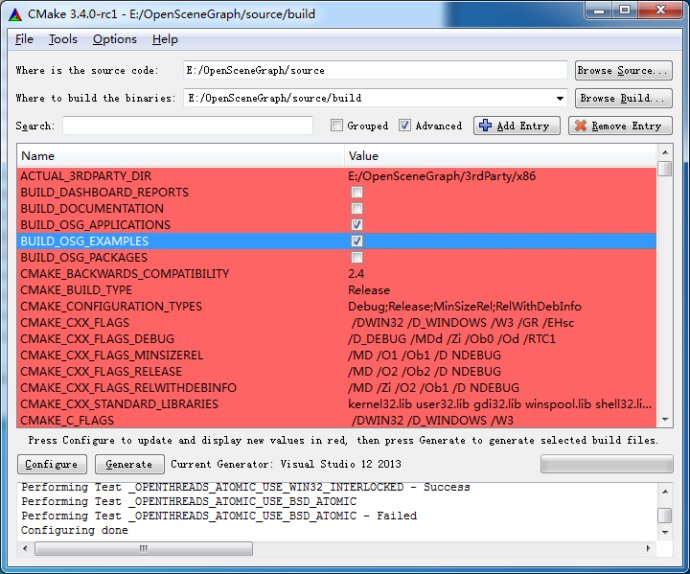 CMake 3.4.0-rc1 - E:/OpenSceneGraph/source/build
File Tools Options Help
Where is the source code: E:/OpenSceneGraph/source Browse Source...
Where to build the binaries: E:/OpenSceneGraph/source/build Browse Build...
Search: Grouped Advanced Add Entry Remove Entry
Name Value
ACTUAL_3RDPARTY_DIR E:/OpenSceneGraph/3rdParty/x86
BUILD_DASHBOARD_REPORTS
BUILD_DOCUMENTATION
BUILD_OSG_APPLICATIONS
BUILD_OSG_EXAMPLES
BUILD_OSG_PACKAGES
CMAKE_BACKWARDS_COMPATIBILITY 2.4
CMAKE_BUILD_TYPE Release
CMAKE_CONFIGURATION_TYPES Debug;Release;MinSizeRel;RelWithDebInfo
CMAKE_CXX_FLAGS /DWIN32 /D_WINDOWS /W3 /GR /EHsc
CMAKE_CXX_FLAGS_DEBUG /D_DEBUG /MDd /Zi /Ob0 /Od /RTC1
CMAKE_CXX_FLAGS_MINSIZEREL /MD /O1 /Ob1 /D NDEBUG
CMAKE_CXX_FLAGS_RELEASE /MD /O2 /Ob2 /D NDEBUG
CMAKE_CXX_FLAGS_RELWITHDEBINFO /MD /Zi /O2 /Ob1 /D NDEBUG
CMAKE_CXX_STANDARD_LIBRARIES kernel32.lib user32.lib gdi32.lib winspool.lib shell32.li...
CMAKE_C_FLAGS /DWIN32 /D_WINDOWS /W3
Press Configure to update and display new values in red, then press Generate to generate selected build files.
Configure Generate Current Generator: Visual Studio 12 2013
Performing Test _OPENTHREADS_ATOMIC_USE_WIN32_INTERLOCKED - Success
Performing Test _OPENTHREADS_ATOMIC_USE_BSD_ATOMIC
Performing Test _OPENTHREADS_ATOMIC_USE_BSD_ATOMIC - Failed
Configuring done